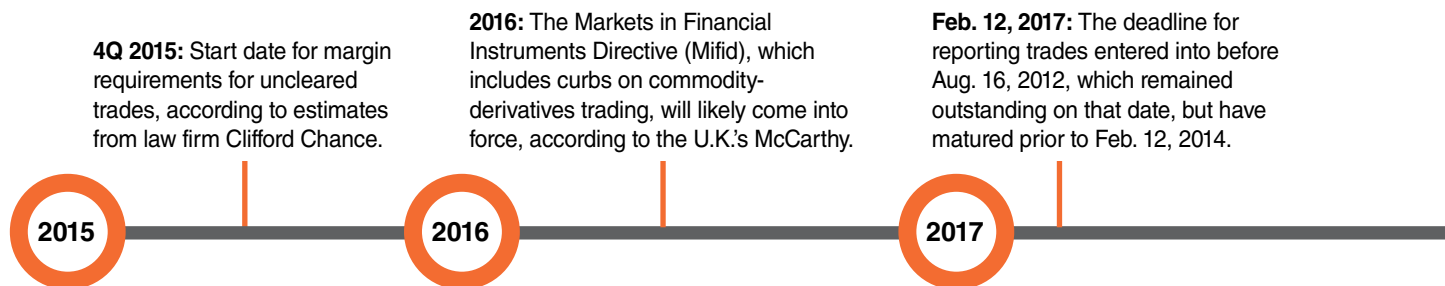 4Q 2015: Start date for margin
requirements for uncleared
trades, according to estimates
from law firm Clifford Chance.
2016: The Markets in Financial
Instruments Directive (Mifid), which
includes curbs on commodity-
derivatives trading, will likely come into
force, according to the U.K.'s McCarthy.
Feb. 12, 2017: The deadline for
reporting trades entered into before
Aug. 16, 2012, which remained
outstanding on that date, but have
matured prior to Feb. 12, 2014.
2015
2016
2017